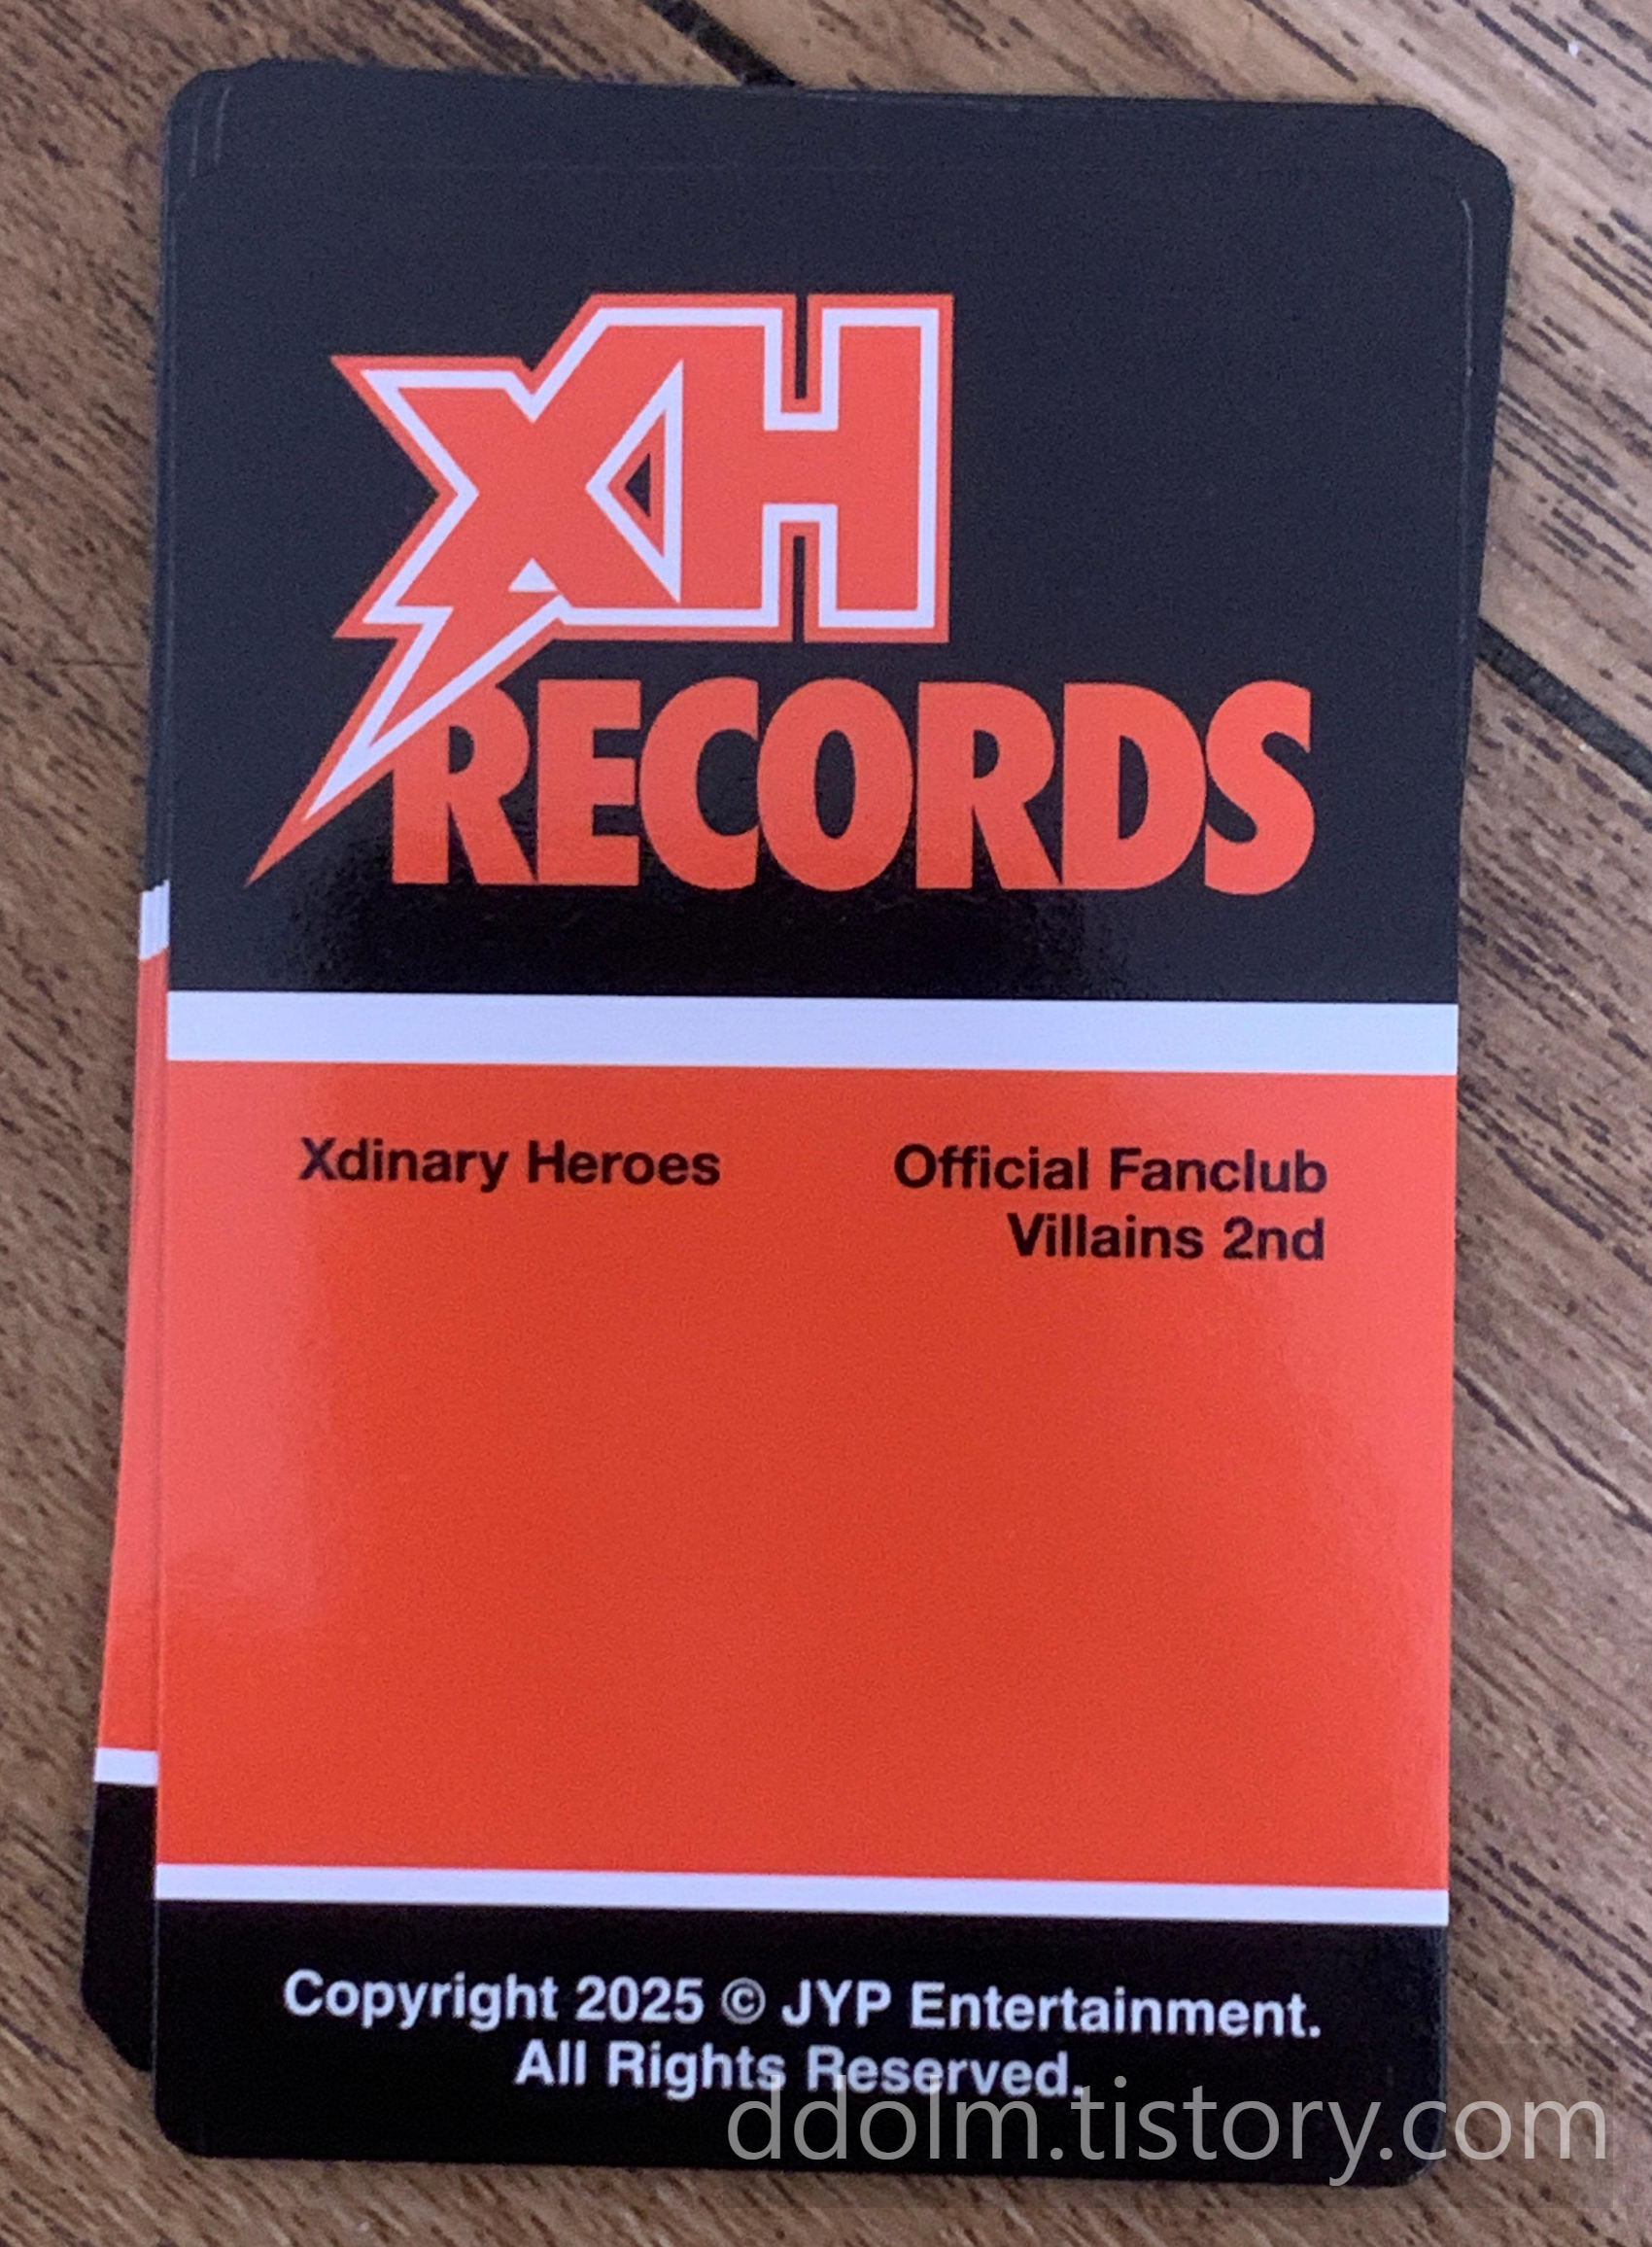 XH
RECORDS
Xdinary Heroes
Official Fanclub
Villains 2nd
Copyright 2025 © JYP Entertainment.
All Rights Reserved.
ddolm.tistory.com